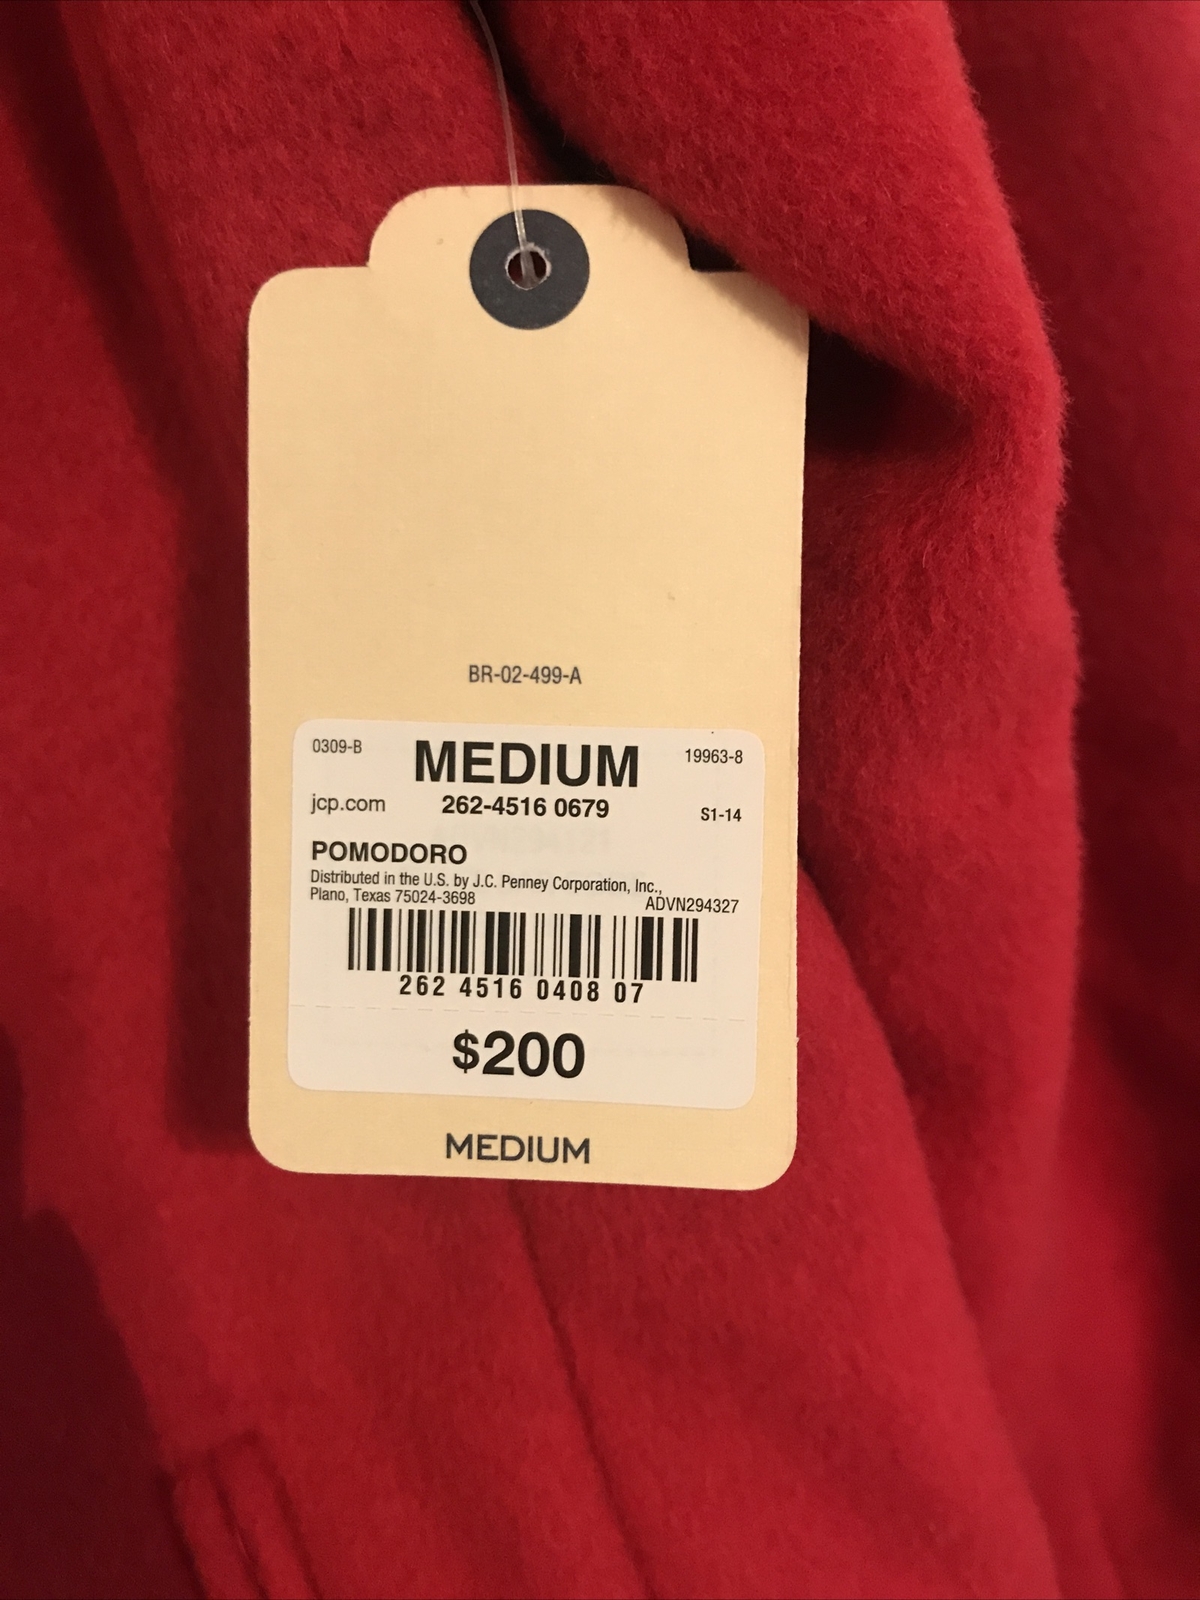 BR-02-499-A
0309-B MEDIUM 19963-8
jcp.com 262-4516 0679 S1-14
POMODORO
Distributed in the U.S. by J.C. Penney Corporation, Inc.,
Plano, Texas 75024-3698 ADVN294327
262 4516 0408 07
$200
MEDIUM